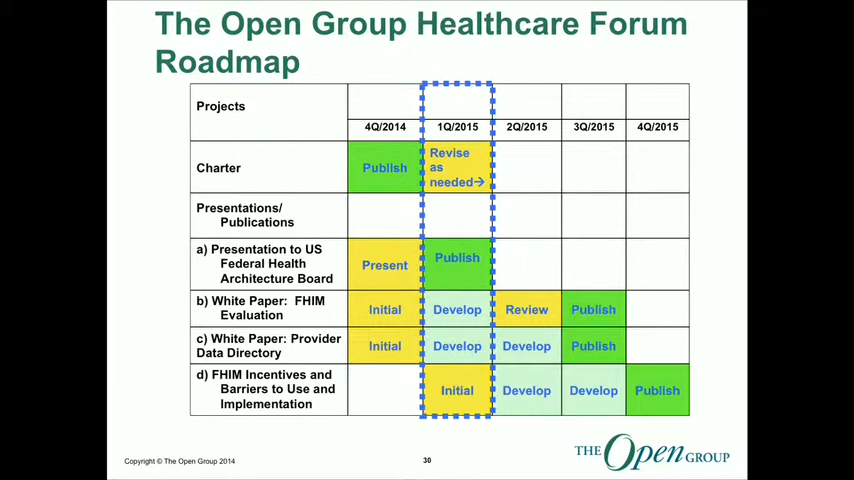 The Open Group Healthcare Forum
Roadmap
Projects
4Q/2014 1Q/2015 2Q/2015 3Q/2015 4Q/2015
Charter
Publish
Revise
as
needed→
Presentations/
Publications
a) Presentation to US
Federal Health
Architecture Board
Present
Publish
b) White Paper: FHIM
Evaluation
Initial Develop Review Publish
c) White Paper: Provider
Data Directory
Initial Develop Develop Publish
d) FHIM Incentives and
Barriers to Use and
Implementation
Initial Develop Develop Publish
Copyright © The Open Group 2014
30
THE Open GROUP